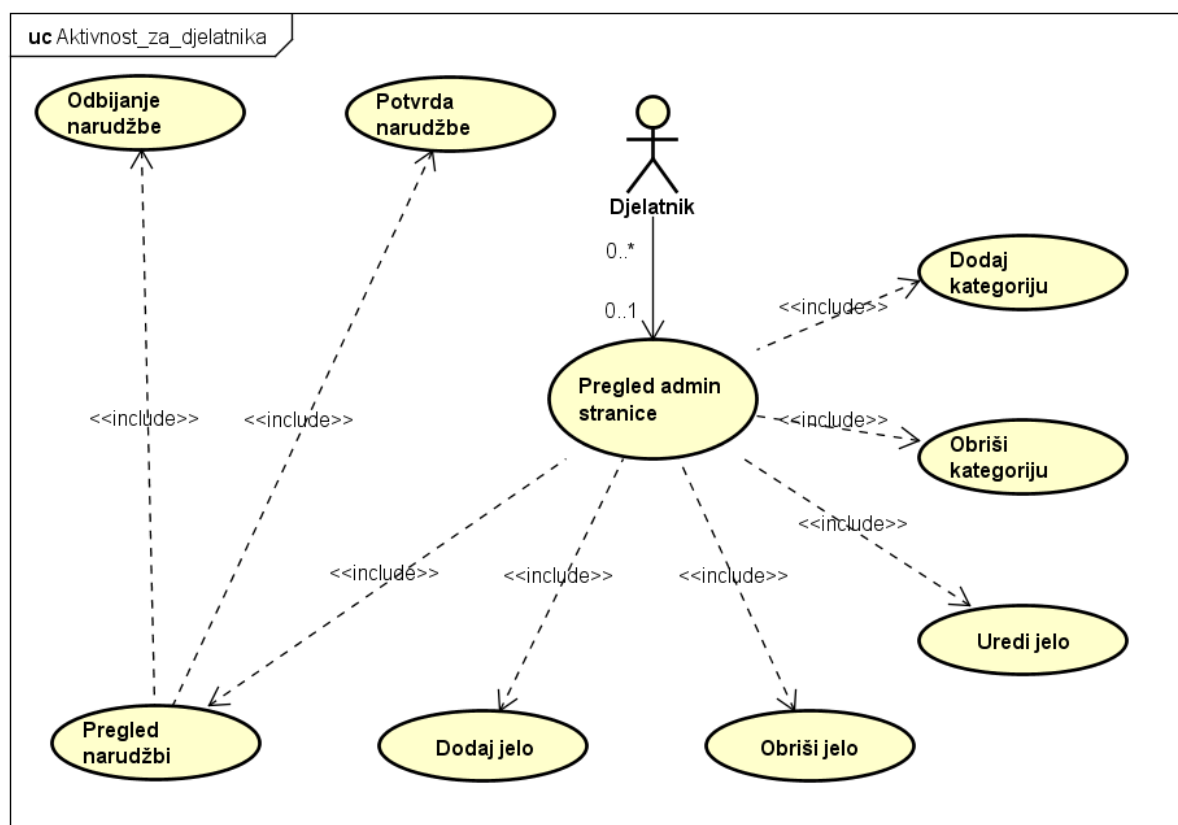 uc Aktivnost_za_djelatnika
Odbijanje
narudžbe
Potvrda
narudžbe
Djelatnik
0..*
0..1
Dodaj
kategoriju
<<include>>
Pregled admin
stranice
<<include>>
<<include>>
<<include>>
Obriši
kategoriju
<<include>>
<<include>>
<<include>>
<<include>>
Uredi jelo
Pregled
narudžbi
Dodaj jelo
Obriši jelo